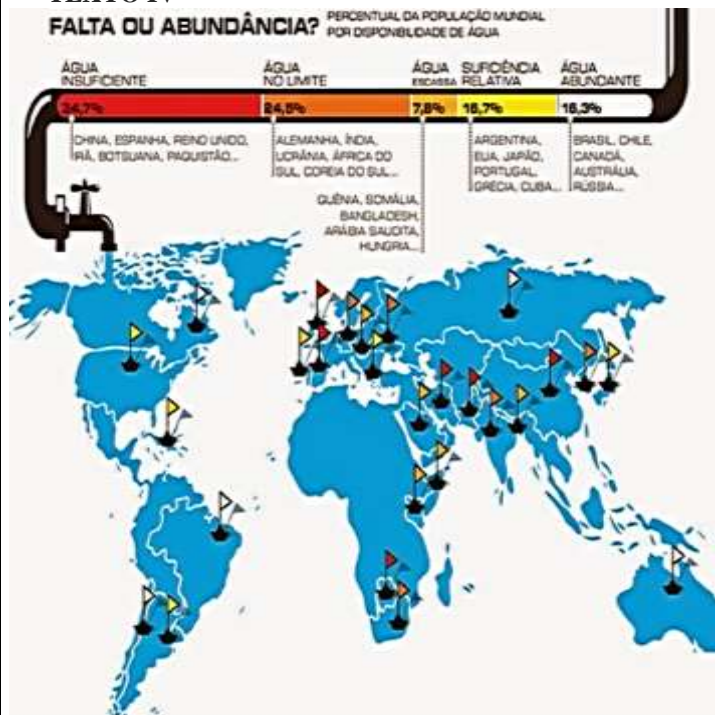 FALTA OU ABUNDÂNCIA?
PERCENTUAL DA POPULAÇÃO MUNDIAL
POR DISPONIBILIDADE DE ÁGUA
ÁGUA
INSUFICIENTE
34,7%
CHINA, ESPANHA, REINO UNIDO,
IRÃ, BOTSUANA, PAQUISTÃO...
ÁGUA
NO LIMITE
24,5%
ALEMANHA, ÍNDIA,
UCRÂNIA, ÁFRICA DO
SUL, COREIA DO SUL...
ÁGUA
ESCASSA
7,8%
QUÊNIA, SOMÁLIA,
BANGLADESH,
ARÁBIA SAUDITA,
HUNGRIA...
SUFICIÊNCIA
RELATIVA
16,7%
ARGENTINA,
EUA, JAPÃO,
PORTUGAL,
GRÉCIA, CUBA...
ÁGUA
ABUNDANTE
16,3%
BRASIL, CHILE,
CANADÁ,
AUSTRÁLIA,
RÚSSIA...